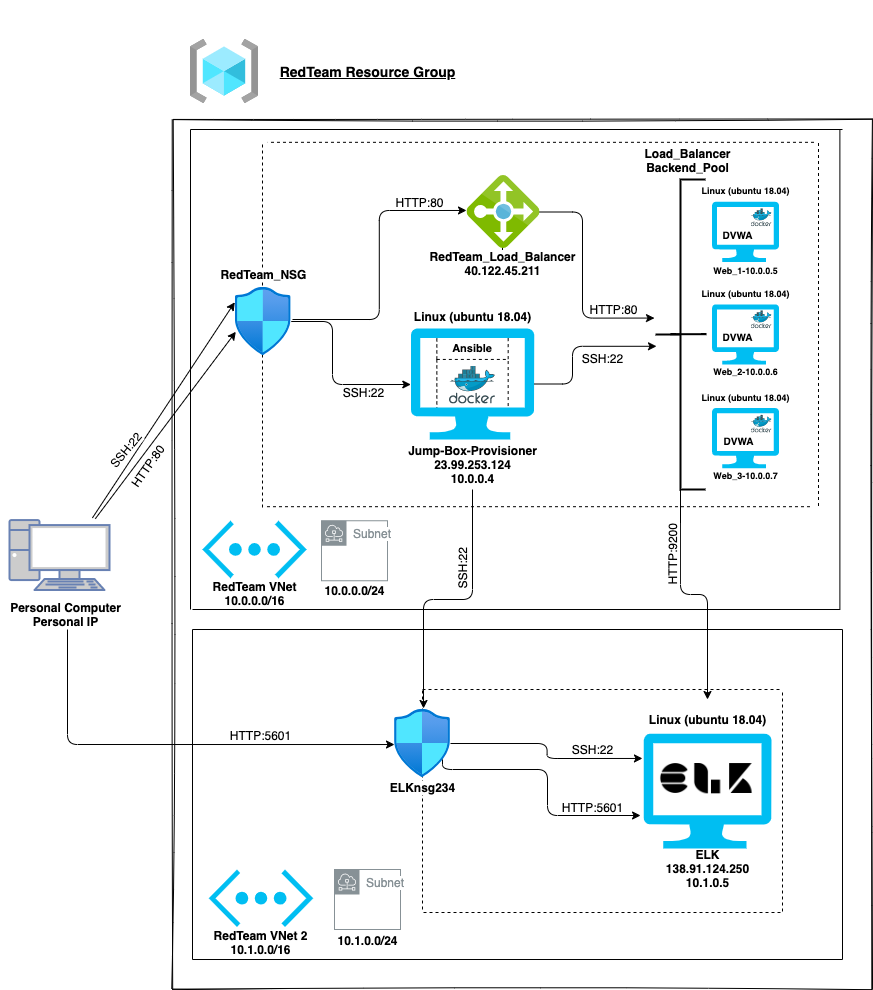 RedTeam Resource Group
Load_Balancer
Backend_Pool
Linux (ubuntu 18.04)
docker
DVWA
Web_1-10.0.0.5
HTTP:80
RedTeam_Load_Balancer
40.122.45.211
RedTeam_NSG
Linux (ubuntu 18.04)
docker
DVWA
Web_2-10.0.0.6
HTTP:80
Linux (ubuntu 18.04)
Ansible
docker
SSH:22
SSH:22
Jump-Box-Provisioner
23.99.253.124
10.0.0.4
Linux (ubuntu 18.04)
docker
DVWA
Web_3-10.0.0.7
SSH:22
HTTP:80
Personal Computer
Personal IP
RedTeam VNet
10.0.0.0/16
Subnet
10.0.0.0/24
SSH:22
HTTP:9200
HTTP:5601
ELKnsg234
SSH:22
HTTP:5601
Linux (ubuntu 18.04)
ELK
ELK
138.91.124.250
10.1.0.5
RedTeam VNet 2
10.1.0.0/16
Subnet
10.1.0.0/24